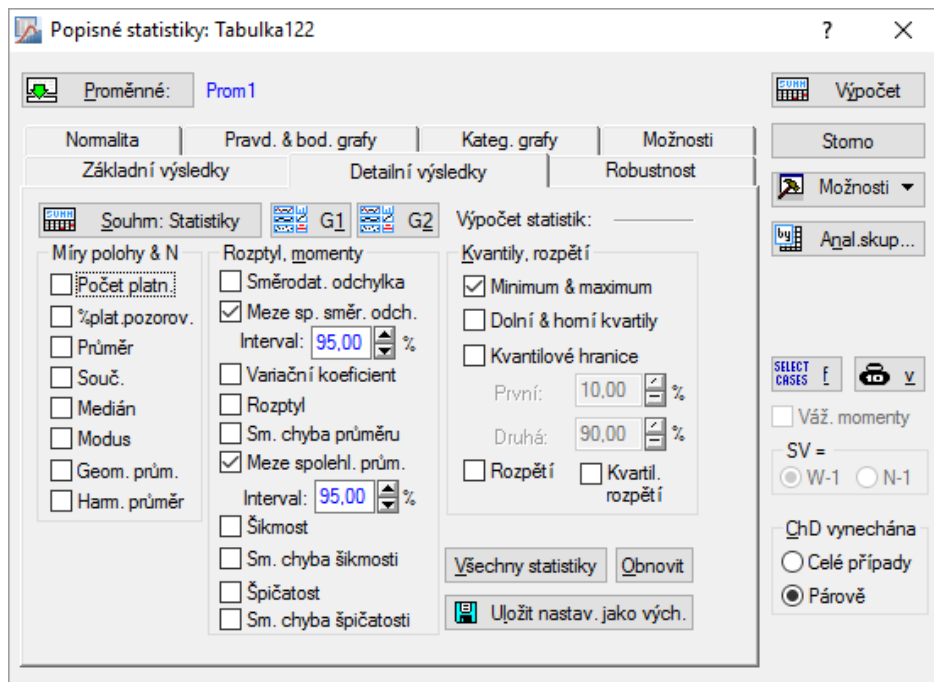 Popisné statistiky: Tabulka122 ? ×
Proměnné: Prom1
Výpočet
Storno
Možnosti
Anal.skup...
Normalita Pravd. & bod. grafy Kateg. grafy Možnosti
Základní výsledky Detailní výsledky Robustnost
Souhrn: Statistiky G1 G2 Výpočet statistik:
Míry polohy & N
Počet platn.
%plat.pozorov.
Průměr
Souč.
Medián
Modus
Geom. prům.
Harm. průměr
Rozptyl, momenty
Směrodat. odchylka
Meze sp. směr. odch.
Interval: 95,00 %
Variační koeficient
Rozptyl
Sm. chyba průměru
Meze spolehl. prům.
Interval: 95,00 %
Šikmost
Sm. chyba šikmosti
Špičatost
Sm. chyba špičatosti
Kvantily, rozpětí
Minimum & maximum
Dolní & horní kvartily
Kvantilové hranice
První: 10,00 %
Druhá: 90,00 %
Rozpětí
Kvartil.
rozpětí
Všechny statistiky Obnovit
Uložit nastav. jako vých.
SELECT
CASES f v
Váž. momenty
SV =
W-1 N-1
ChD vynechána
Celé případy
Párově